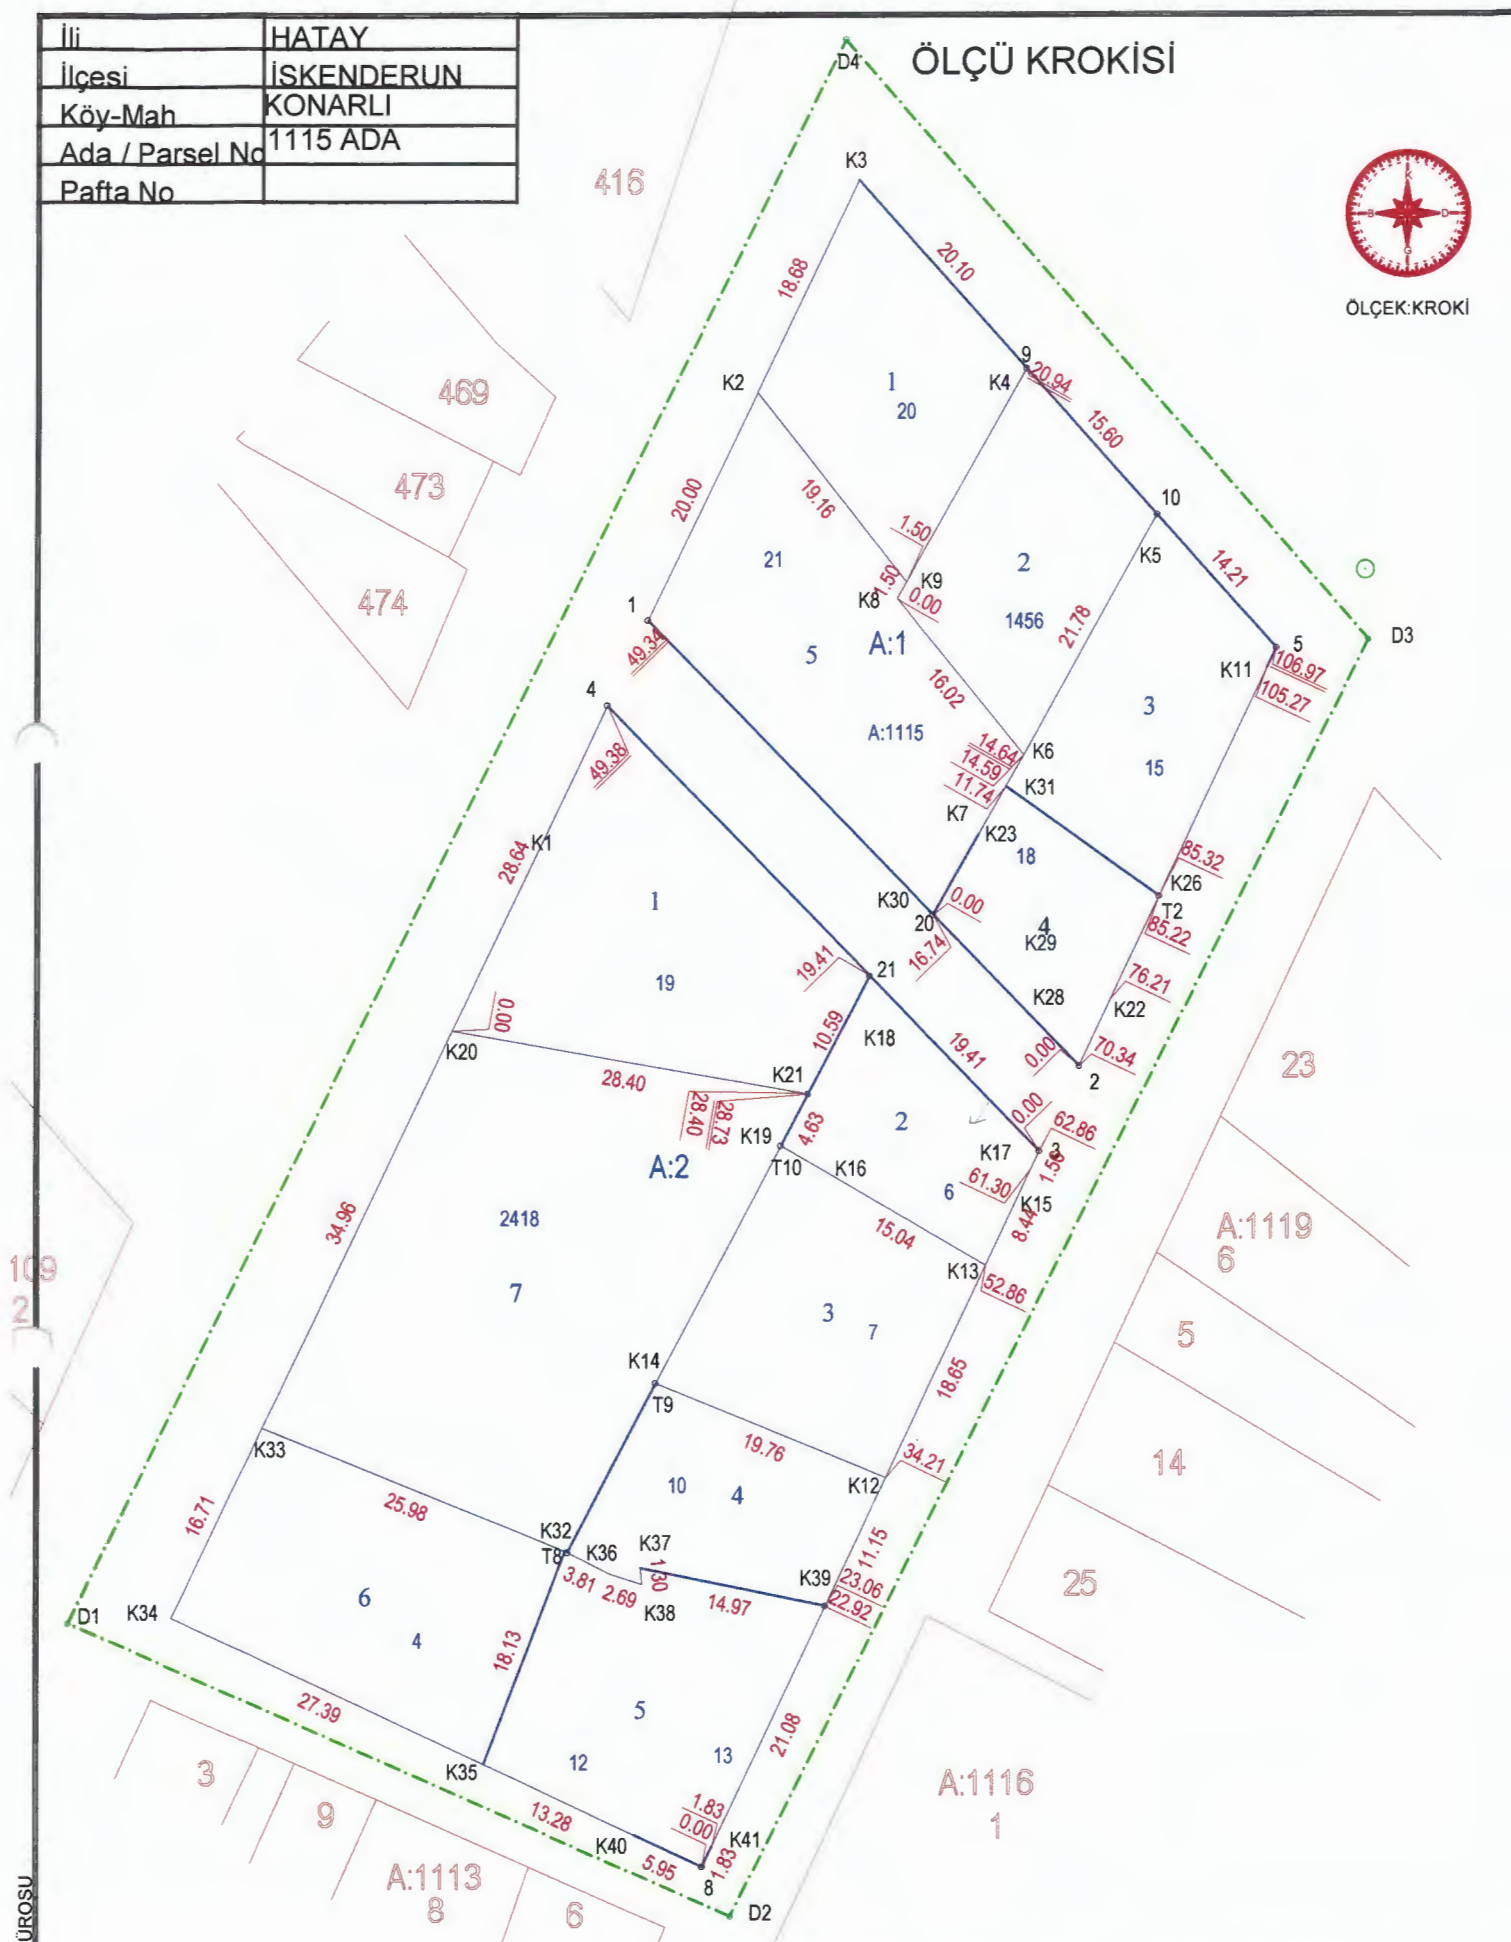 İli HATAY
İlçesi İSKENDERUN
Köy-Mah KONARLI
Ada / Parsel No 1115 ADA
Pafta No
ÖLÇÜ KROKİSİ
D4
K3
416
K
B D
G
ÖLÇEK:KROKİ
18.68
20.10
9
K2
K4
20.94
1
20
469
15.60
473
20.00
19.16
10
1.50
K5
14.21
21
2
474
K9
1.50
K8
0.00
1
1456
21.78
D3
5
49.34
A:1
K11
106.97
105.27
5
4
16.02
3
A:1115
14.64
K6
14.59
15
49.38
11.74
K31
K7
K23
K1
28.64
18
85.32
K26
1
K30
0.00
T2
20
4
85.22
K29
16.74
19.41
21
76.21
19
K28
K22
0.00
10.59
K18
K20
19.41
0.00
70.34
23
28.40
K21
2
0.00
28.40
28.73
62.86
4.63
2
K19
K17
3
T10
K16
1.56
A:2
61.30
6
K15
34.96
2418
8.44
A:1119
6
15.04
109
2
K13
52.86
7
3
7
5
K14
18.65
T9
K33
19.76
34.21
14
K12
10
4
25.98
16.71
K32
K37
11.15
T8
K36
1.30
K39
23.06
25
3.81
2.69
14.97
22.92
6
K34
K38
D1
4
18.13
27.39
5
21.08
12
13
3
K35
A:1116
1
1.83
9
13.28
0.00
K40
K41
5.95
1.83
A:1113
8
8
6
D2
ÜROSU